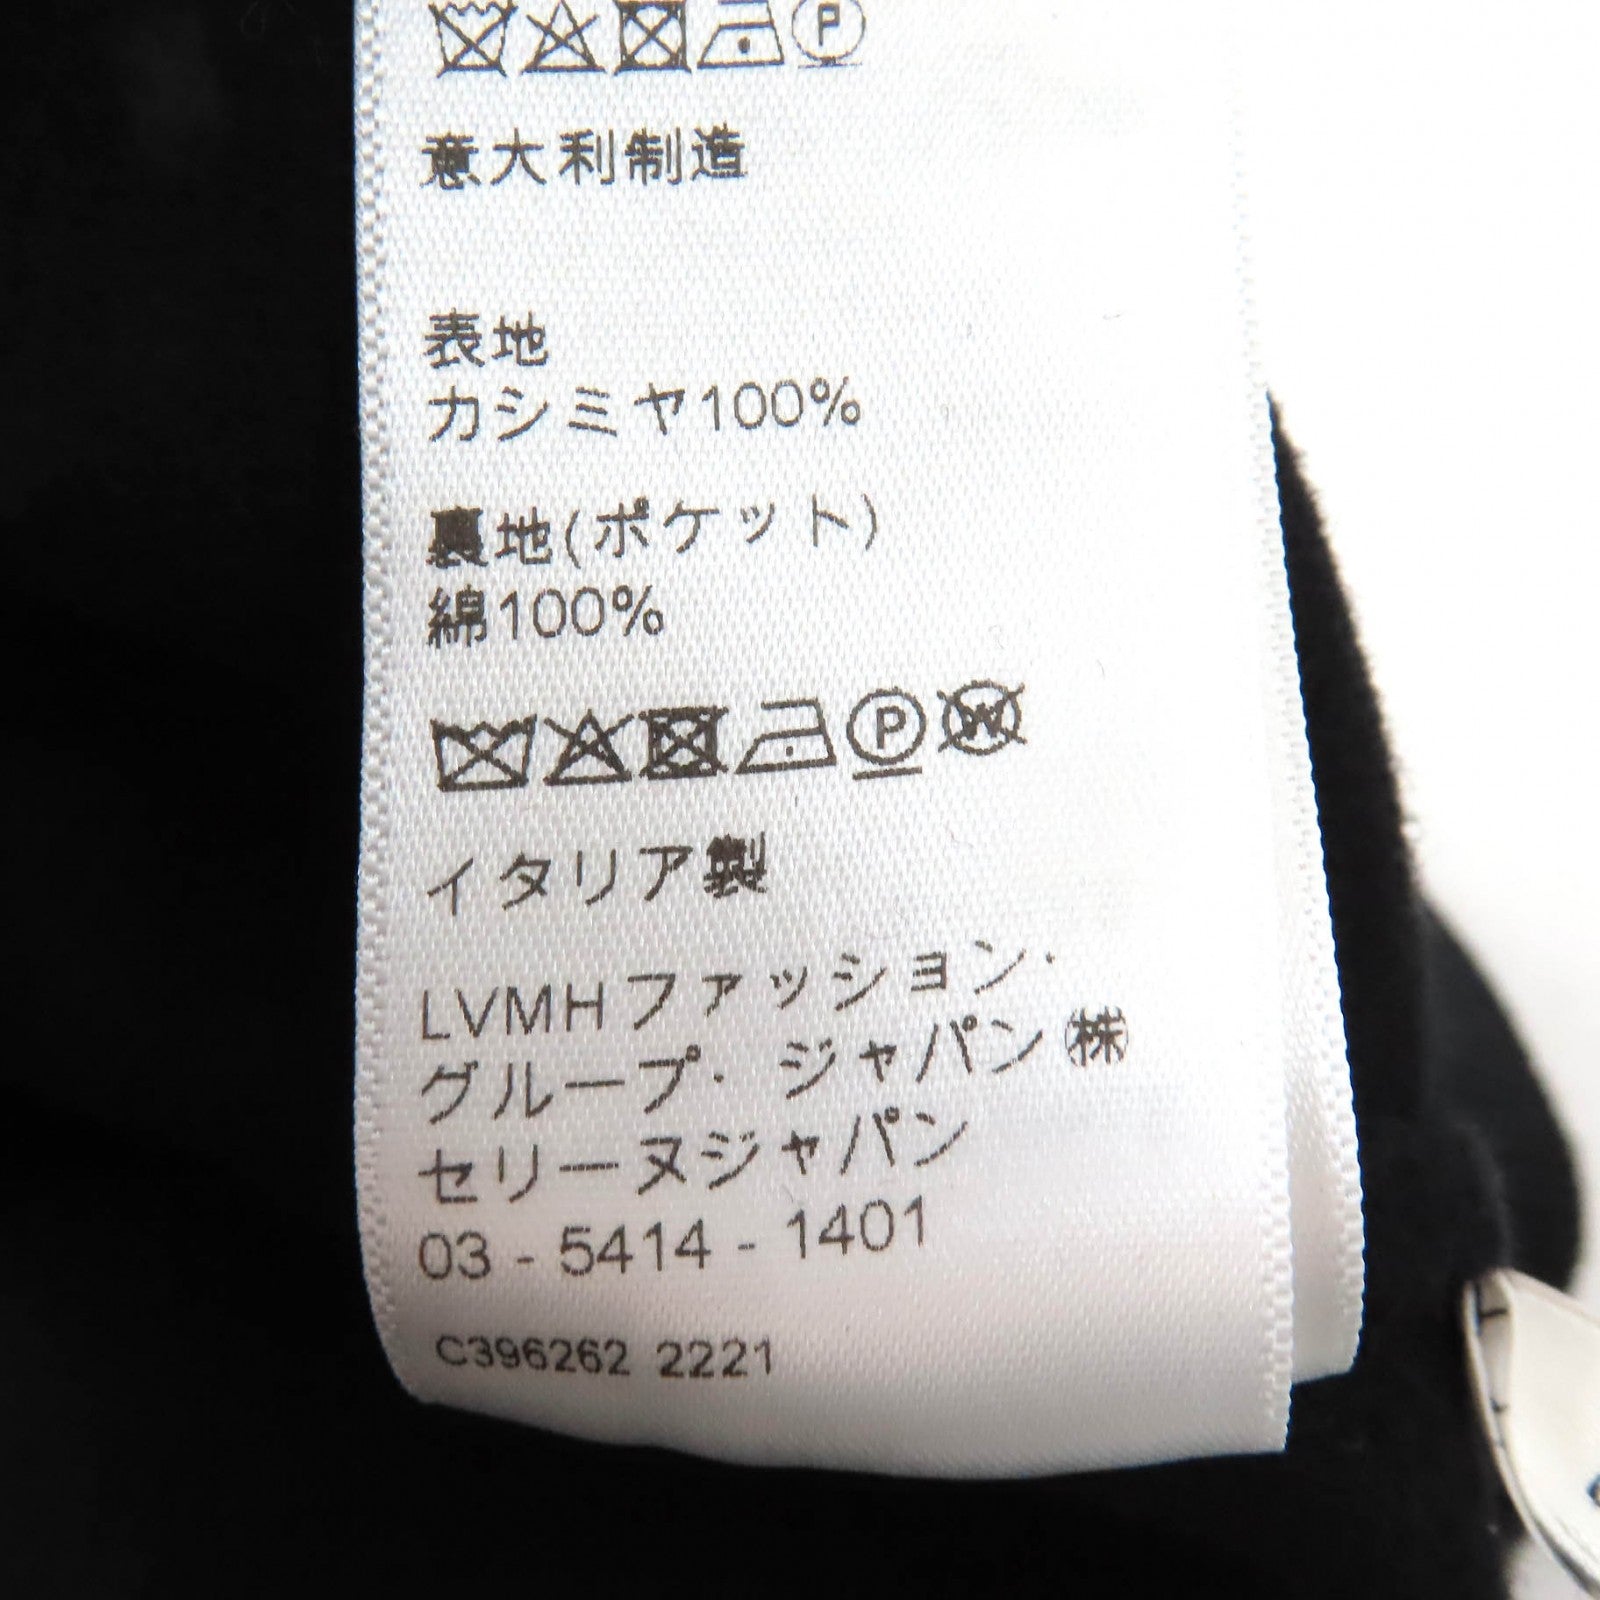 P
意大利制造
表地
カシミヤ100%
裏地(ポケット)
綿100%
P W
イタリア製
LVMHファッション・
グループ・ジャパン㈱
セリーヌジャパン
03 - 5414 - 1401
C396262 2221